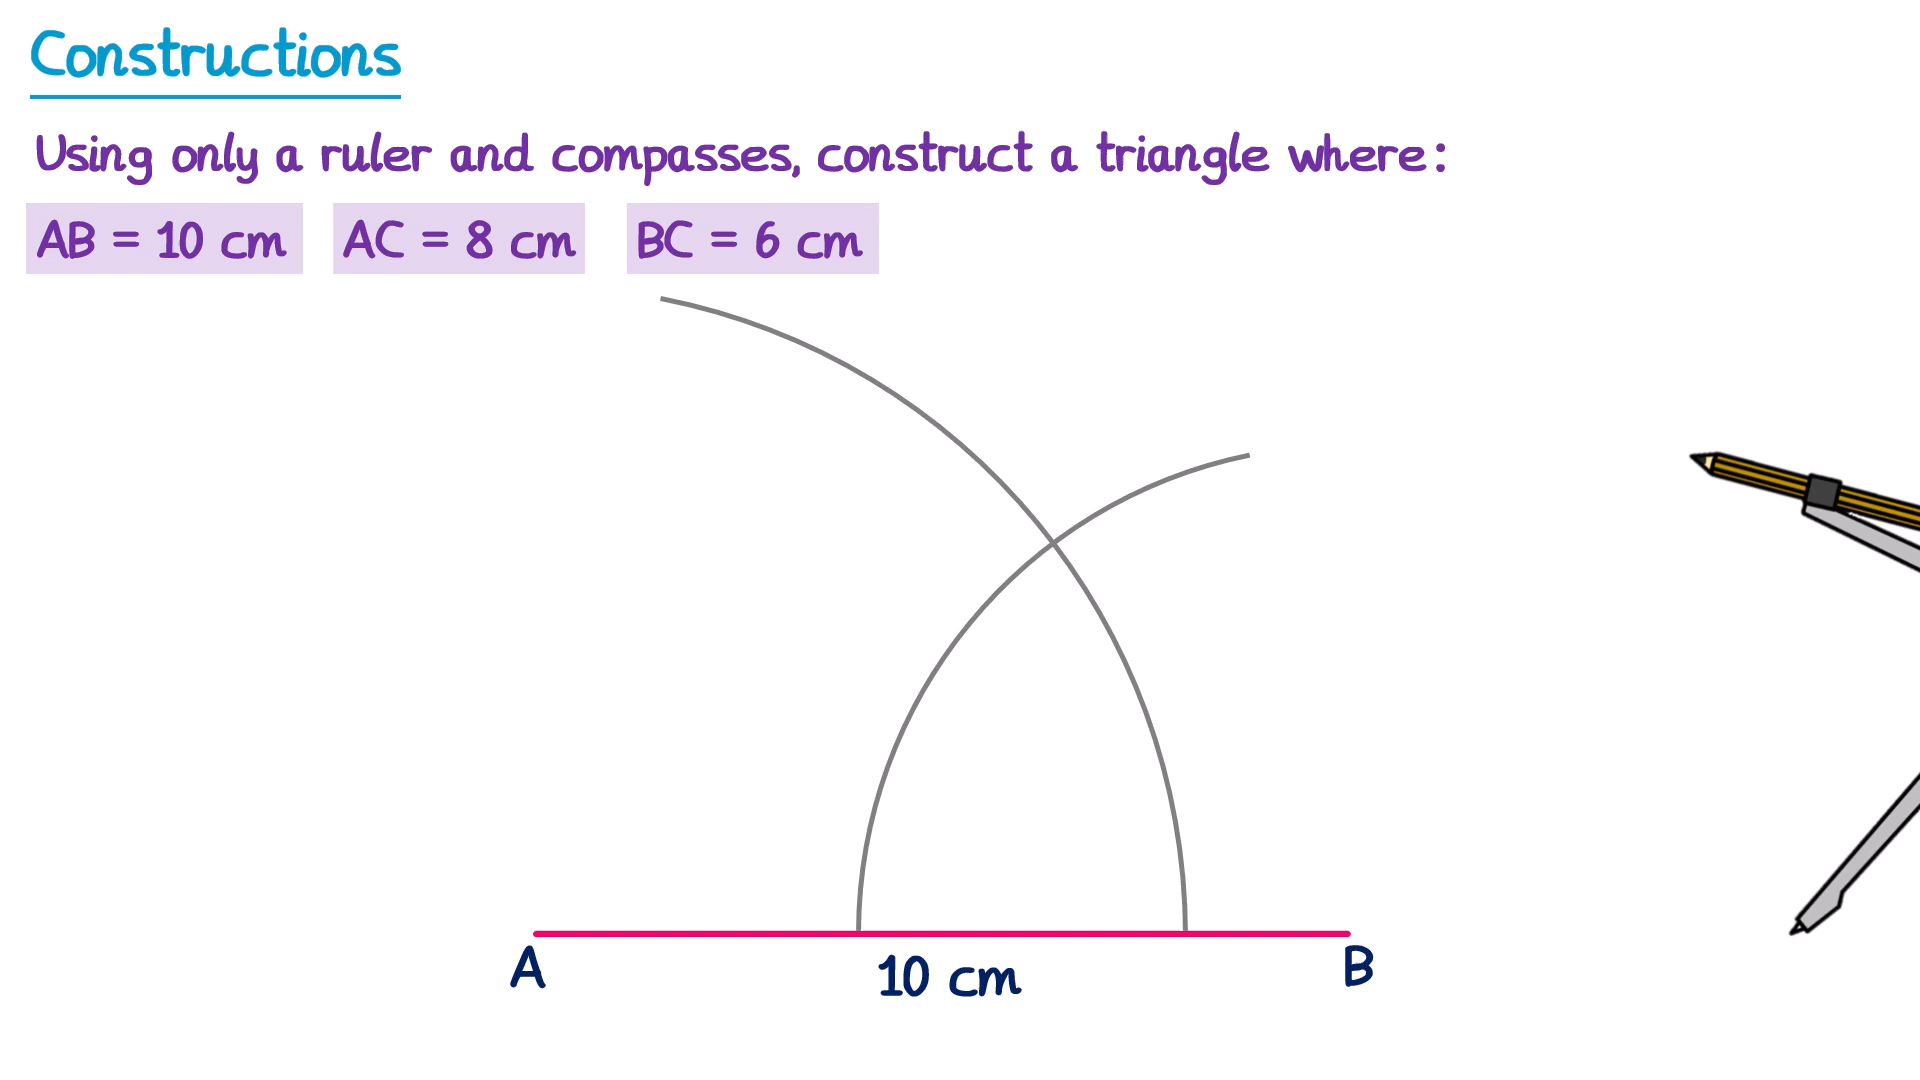 Constructions
Using only a ruler and compasses, construct a triangle where:
AB = 10 cm AC = 8 cm BC = 6 cm
A B
10 cm